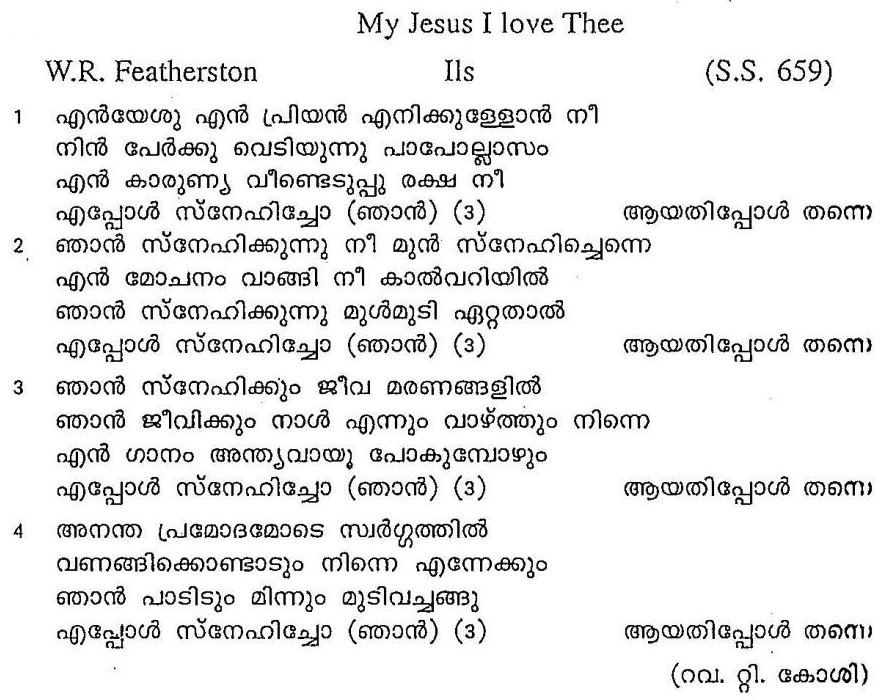 My Jesus I love Thee
W.R. Featherston 11s (S.S. 659)
1 എൻയേശു എൻ പ്രിയൻ എനിക്കുള്ളോൻ നീ
നിൻ പേർക്കു വെടിയുന്നു പാപോല്ലാസം
എൻ കാരുണ്യ വീണ്ടെടുപ്പു രക്ഷ നീ
എപ്പോൾ സ്നേഹിച്ചോ (ഞാൻ) (3) ആയതിപ്പോൾ തന്നെ
2 ഞാൻ സ്നേഹിക്കുന്നു നീ മുൻ സ്നേഹിച്ചെന്നെ
എൻ മോചനം വാങ്ങി നീ കാൽവറിയിൽ
ഞാൻ സ്നേഹിക്കുന്നു മുൾമുടി ഏറ്റതാൽ
എപ്പോൾ സ്നേഹിച്ചോ (ഞാൻ) (3) ആയതിപ്പോൾ തന്നെ
3 ഞാൻ സ്നേഹിക്കും ജീവ മരണങ്ങളിൽ
ഞാൻ ജീവിക്കും നാൾ എന്നും വാഴ്ത്തും നിന്നെ
എൻ ഗാനം അന്ത്യവായൂ പോകുമ്പോഴും
എപ്പോൾ സ്നേഹിച്ചോ (ഞാൻ) (3) ആയതിപ്പോൾ തന്നെ
4 അനന്ത പ്രമോദമോടെ സ്വർഗ്ഗത്തിൽ
വണങ്ങിക്കൊണ്ടാടും നിന്നെ എന്നേക്കും
ഞാൻ പാടിടും മിന്നും മുടിവച്ചങ്ങു
എപ്പോൾ സ്നേഹിച്ചോ (ഞാൻ) (3) ആയതിപ്പോൾ തന്നെ
(റവ. റ്റി. കോശി)